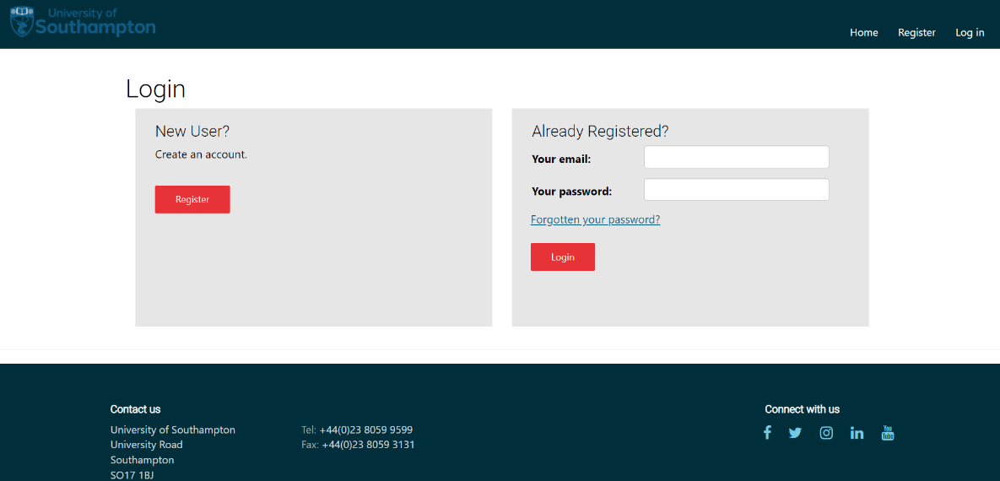 University of
Southampton
Home Register Log in
Login
New User?
Create an account.
Register
Already Registered?
Your email:
Your password:
Forgotten your password?
Login
Contact us
University of Southampton
University Road
Southampton
SO17 1BJ
Tel: +44(0)23 8059 9599
Fax: +44(0)23 8059 3131
Connect with us
You
Tube